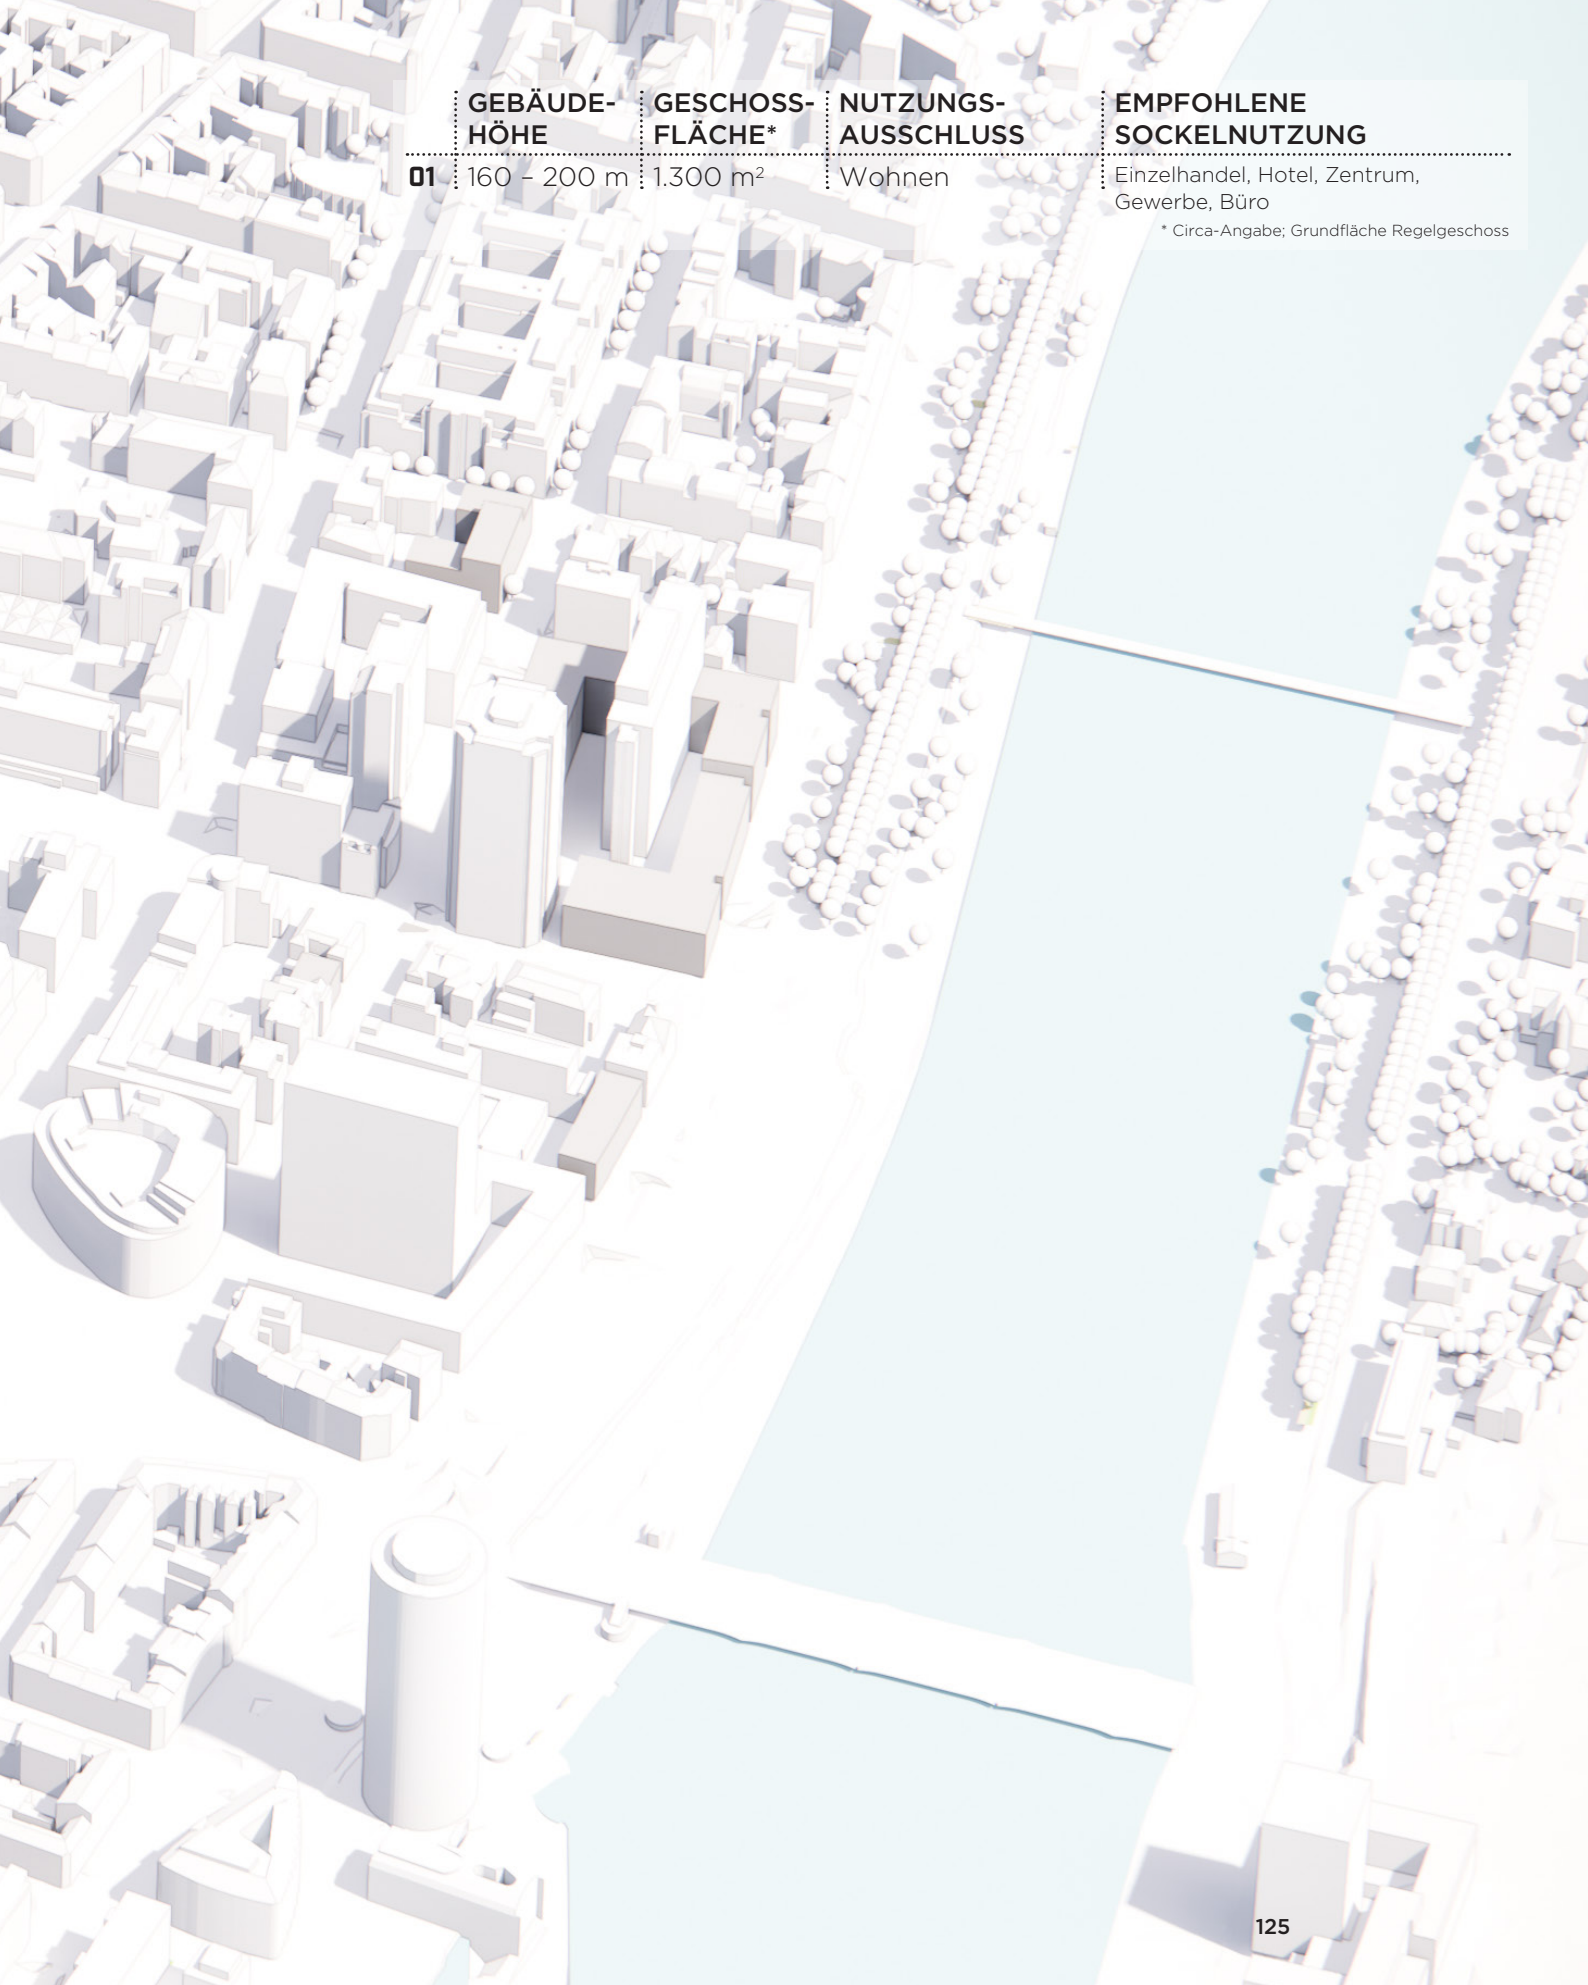 GEBÄUDE-
HÖHE
GESCHOSS-
FLÄCHE*
NUTZUNGS-
AUSSCHLUSS
EMPFOHLENE
SOCKELNUTZUNG
01 160 – 200 m 1.300 m² Wohnen Einzelhandel, Hotel, Zentrum,
Gewerbe, Büro
* Circa-Angabe; Grundfläche Regelgeschoss
125